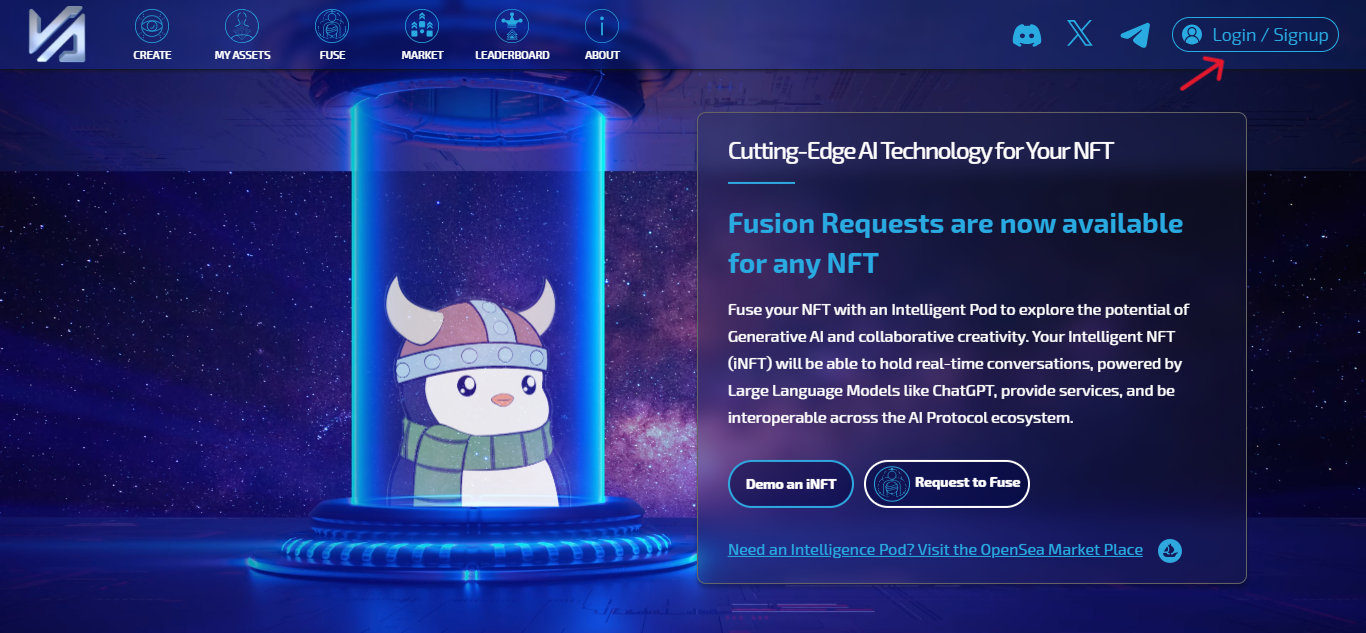 CREATE
MY ASSETS
FUSE
MARKET
LEADERBOARD
ABOUT
Login / Signup
Cutting-Edge AI Technology for Your NFT
Fusion Requests are now available
for any NFT
Fuse your NFT with an Intelligent Pod to explore the potential of
Generative AI and collaborative creativity. Your Intelligent NFT
(iNFT) will be able to hold real-time conversations, powered by
Large Language Models like ChatGPT, provide services, and be
interoperable across the AI Protocol ecosystem.
Demo an iNFT
Request to Fuse
Need an Intelligence Pod? Visit the OpenSea Market Place